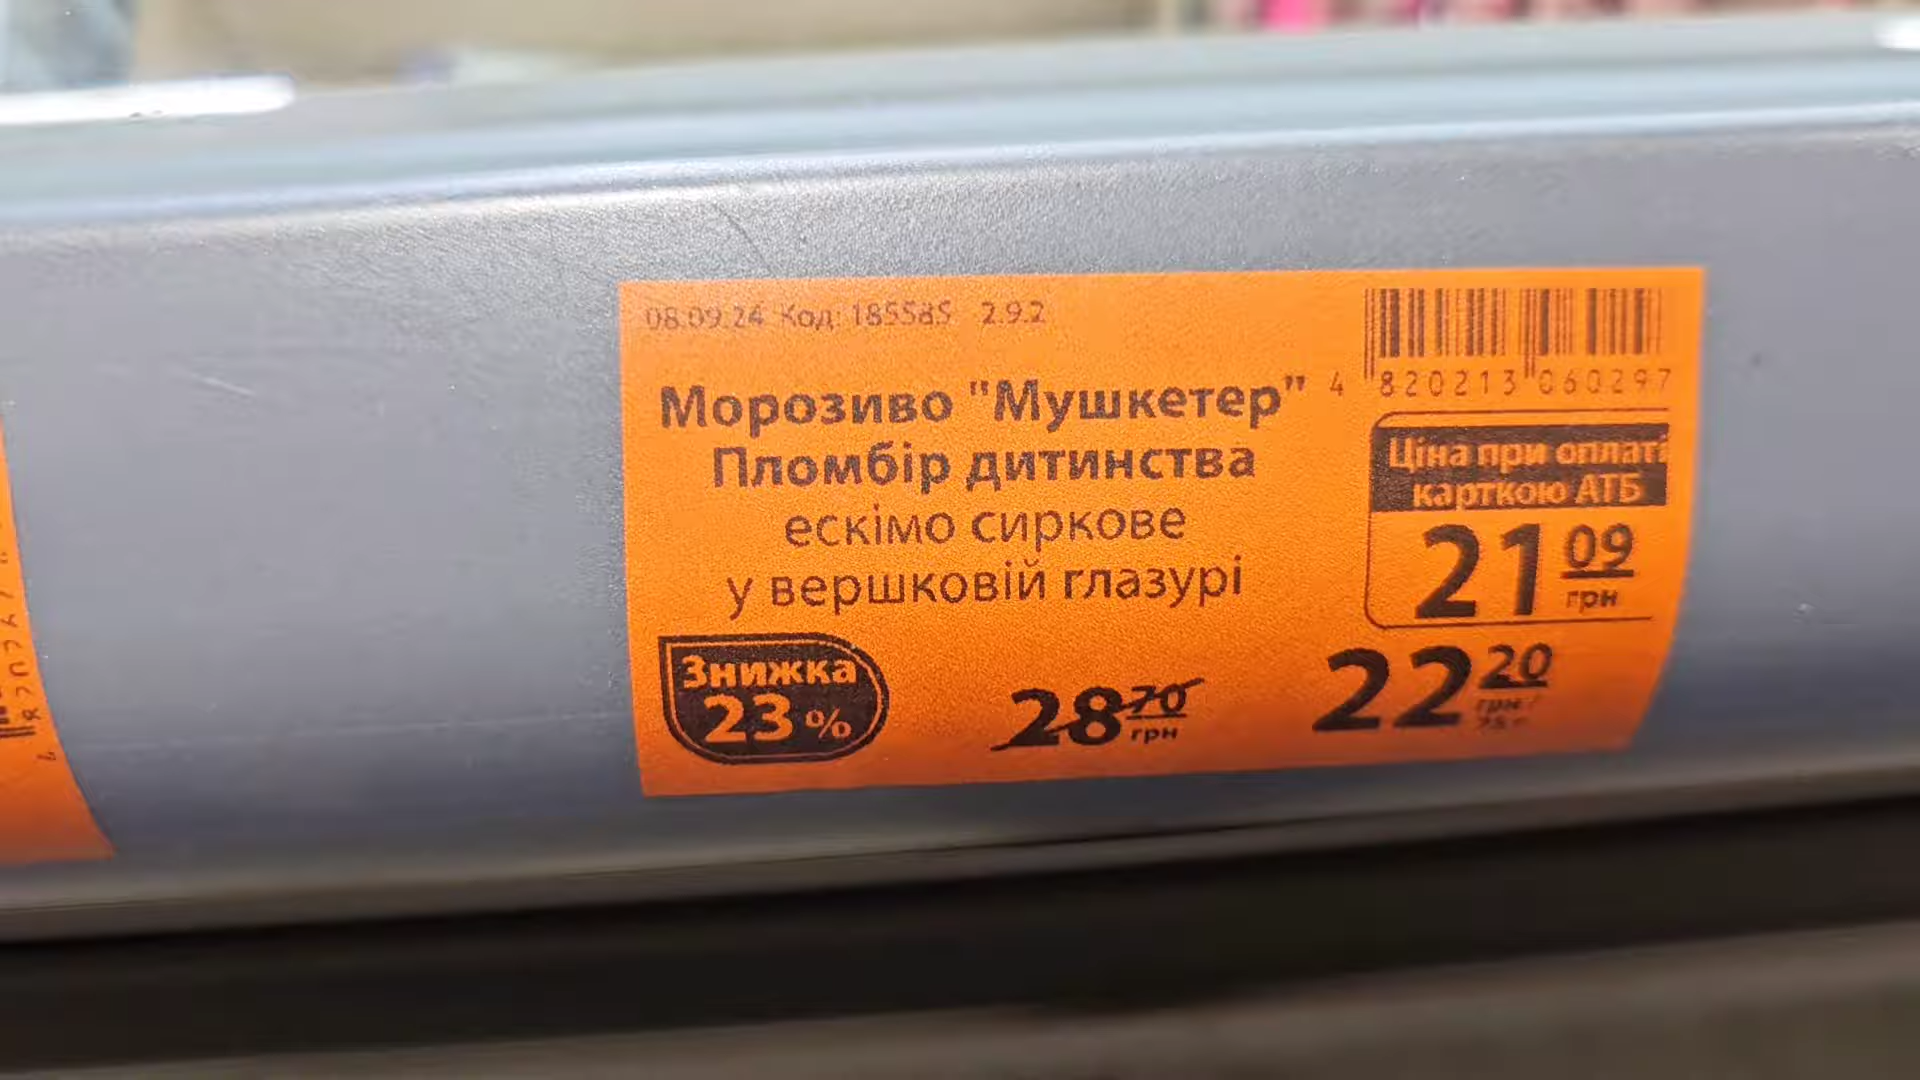 08.09.24 Код: 185585 2.9.2
4 820213 060297
Морозиво "Мушкетер"
Пломбір дитинства
ескімо сиркове
у вершковій глазурі
Ціна при оплаті
карткою АТБ
21 09
грн
Знижка
23%
28 70
грн
22 20
грн/